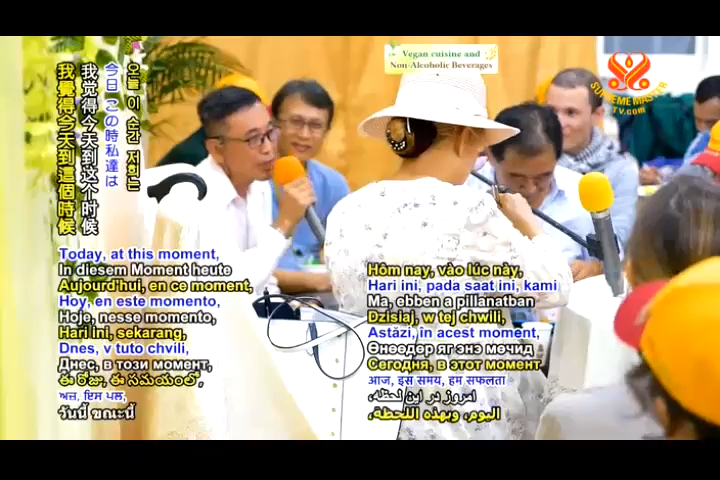 Vegan cuisine and
Non-Alcoholic Beverages
SUPREME MASTER
TV.com
오늘 이 순간 저희는
今日 この時私達は
我觉得今天到这个时候
我覺得今天到這個時候
Today, at this moment,
In diesem Moment heute
Aujourd'hui, en ce moment,
Hoy, en este momento,
Hoje, nesse momento,
Hari ini, sekarang,
Dnes, v tuto chvíli,
Днес, в този момент,
ఈ రోజు, ఈ సమయంలో,
ਅਜ, ਇਸ ਪਲ,
วันนี้ ขณะนี้
Hôm nay, vào lúc này,
Hari ini, pada saat ini, kami
Ma, ebben a pillanatban
Dzisiaj, w tej chwili,
Astăzi, în acest moment,
Өнөөдөр яг энэ мөчид
Сегодня, в этот момент
आज, इस समय, हम सफलता
امروز در این لحظه،
اليوم، وبهذه اللحظة،